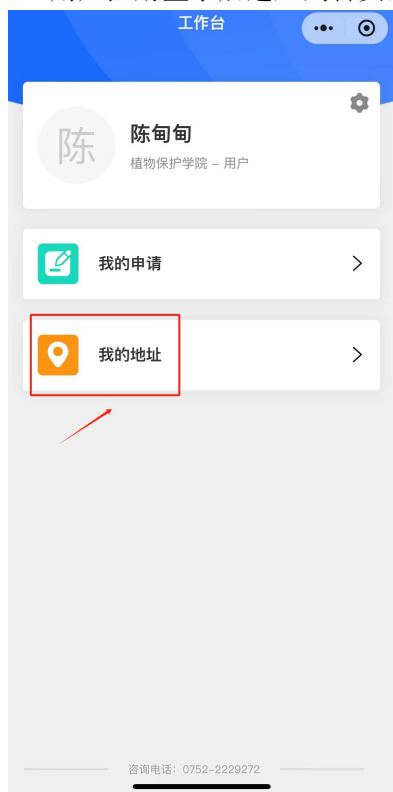 工作台
陈
陈甸甸
植物保护学院 – 用户
我的申请
我的地址
咨询电话：0752-2229272